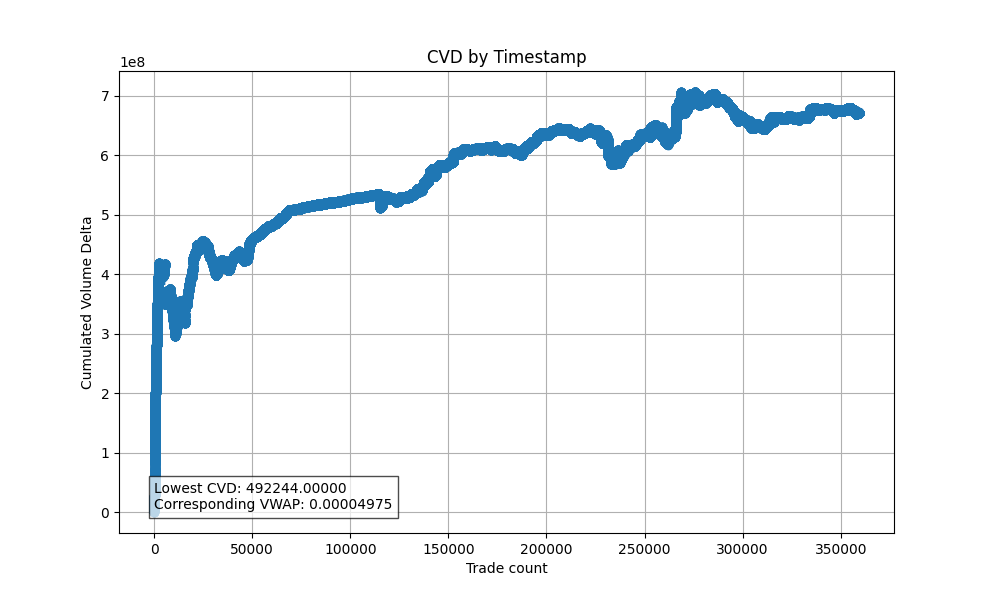 CVD by Timestamp
1e8
7
6
5
4
3
2
1
0
Cumulated Volume Delta
Lowest CVD: 492244.00000
Corresponding VWAP: 0.00004975
0 50000 100000 150000 200000 250000 300000 350000
Trade count